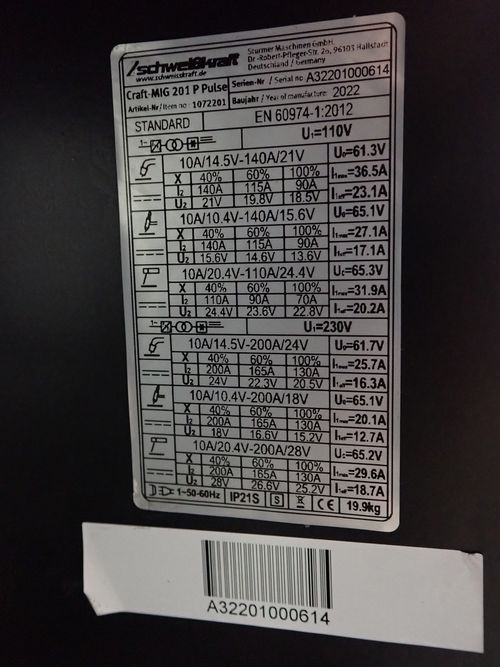 schweißkraft
www.schweisskraft.de
Stürmer Maschinen GmbH
Dr.-Robert-Pfleger-Str. 26, 96103 Hallstadt
Deutschland / Germany
Craft-MIG 201 P Pulse
Serien-Nr / Serial no A32201000614
Artikel-Nr/Item no: 1072201
Baujahr / Year of manufacture: 2022
STANDARD EN 60974-1:2012
1~ U₁=110V
10A/14.5V-140A/21V U₀=61.3V
X 40% 60% 100% I₁max=36.5A
I₂ 140A 115A 90A
U₂ 21V 19.8V 18.5V I₁eff=23.1A
10A/10.4V-140A/15.6V U₀=65.1V
X 40% 60% 100% I₁max=27.1A
I₂ 140A 115A 90A
U₂ 15.6V 14.6V 13.6V I₁eff=17.1A
10A/20.4V-110A/24.4V U₀=65.3V
X 40% 60% 100% I₁max=31.9A
I₂ 110A 90A 70A
U₂ 24.4V 23.6V 22.8V I₁eff=20.2A
1~ U₁=230V
10A/14.5V-200A/24V U₀=61.7V
X 40% 60% 100% I₁max=25.7A
I₂ 200A 165A 130A
U₂ 24V 22.3V 20.5V I₁eff=16.3A
10A/10.4V-200A/18V U₀=65.1V
X 40% 60% 100% I₁max=20.1A
I₂ 200A 165A 130A
U₂ 18V 16.6V 15.2V I₁eff=12.7A
10A/20.4V-200A/28V U₀=65.2V
X 40% 60% 100% I₁max=29.6A
I₂ 200A 165A 130A
U₂ 28V 26.6V 25.2V I₁eff=18.7A
1~50-60Hz IP21S S CE 19.9kg
A32201000614